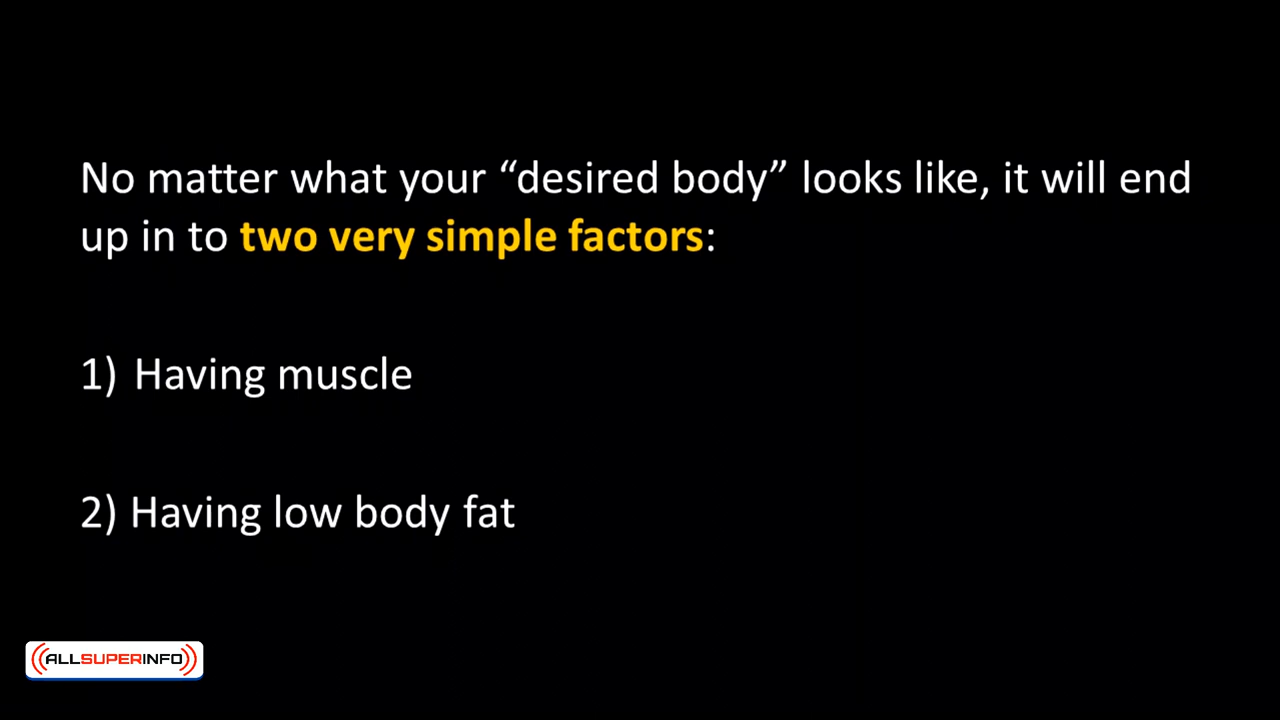 No matter what your “desired body” looks like, it will end
up in to two very simple factors:
1) Having muscle
2) Having low body fat
ALLSUPERINFO